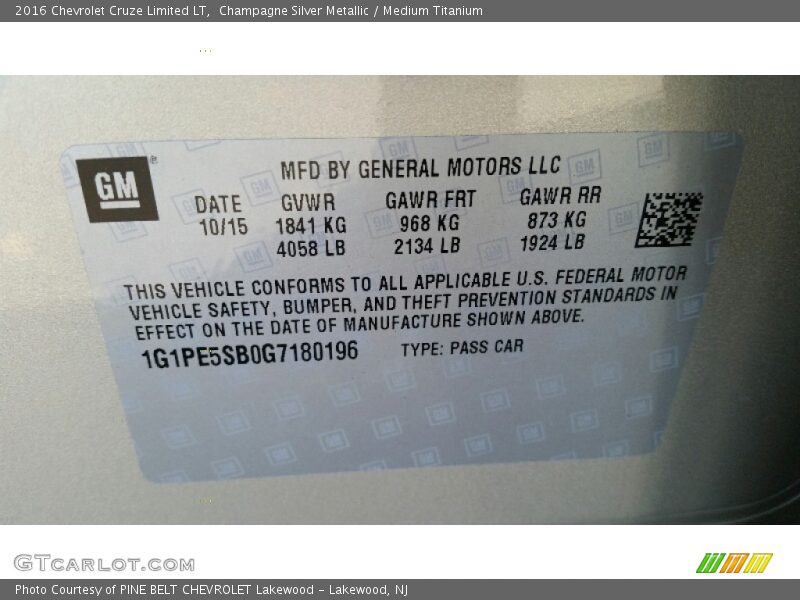 2016 Chevrolet Cruze Limited LT,  Champagne Silver Metallic / Medium Titanium
GM®
MFD BY GENERAL MOTORS LLC
DATE GVWR GAWR FRT GAWR RR
10/15 1841 KG 968 KG 873 KG
4058 LB 2134 LB 1924 LB
THIS VEHICLE CONFORMS TO ALL APPLICABLE U.S. FEDERAL MOTOR
VEHICLE SAFETY, BUMPER, AND THEFT PREVENTION STANDARDS IN
EFFECT ON THE DATE OF MANUFACTURE SHOWN ABOVE.
1G1PE5SB0G7180196 TYPE: PASS CAR
GTcarlot.com
Photo Courtesy of PINE BELT CHEVROLET Lakewood - Lakewood, NJ